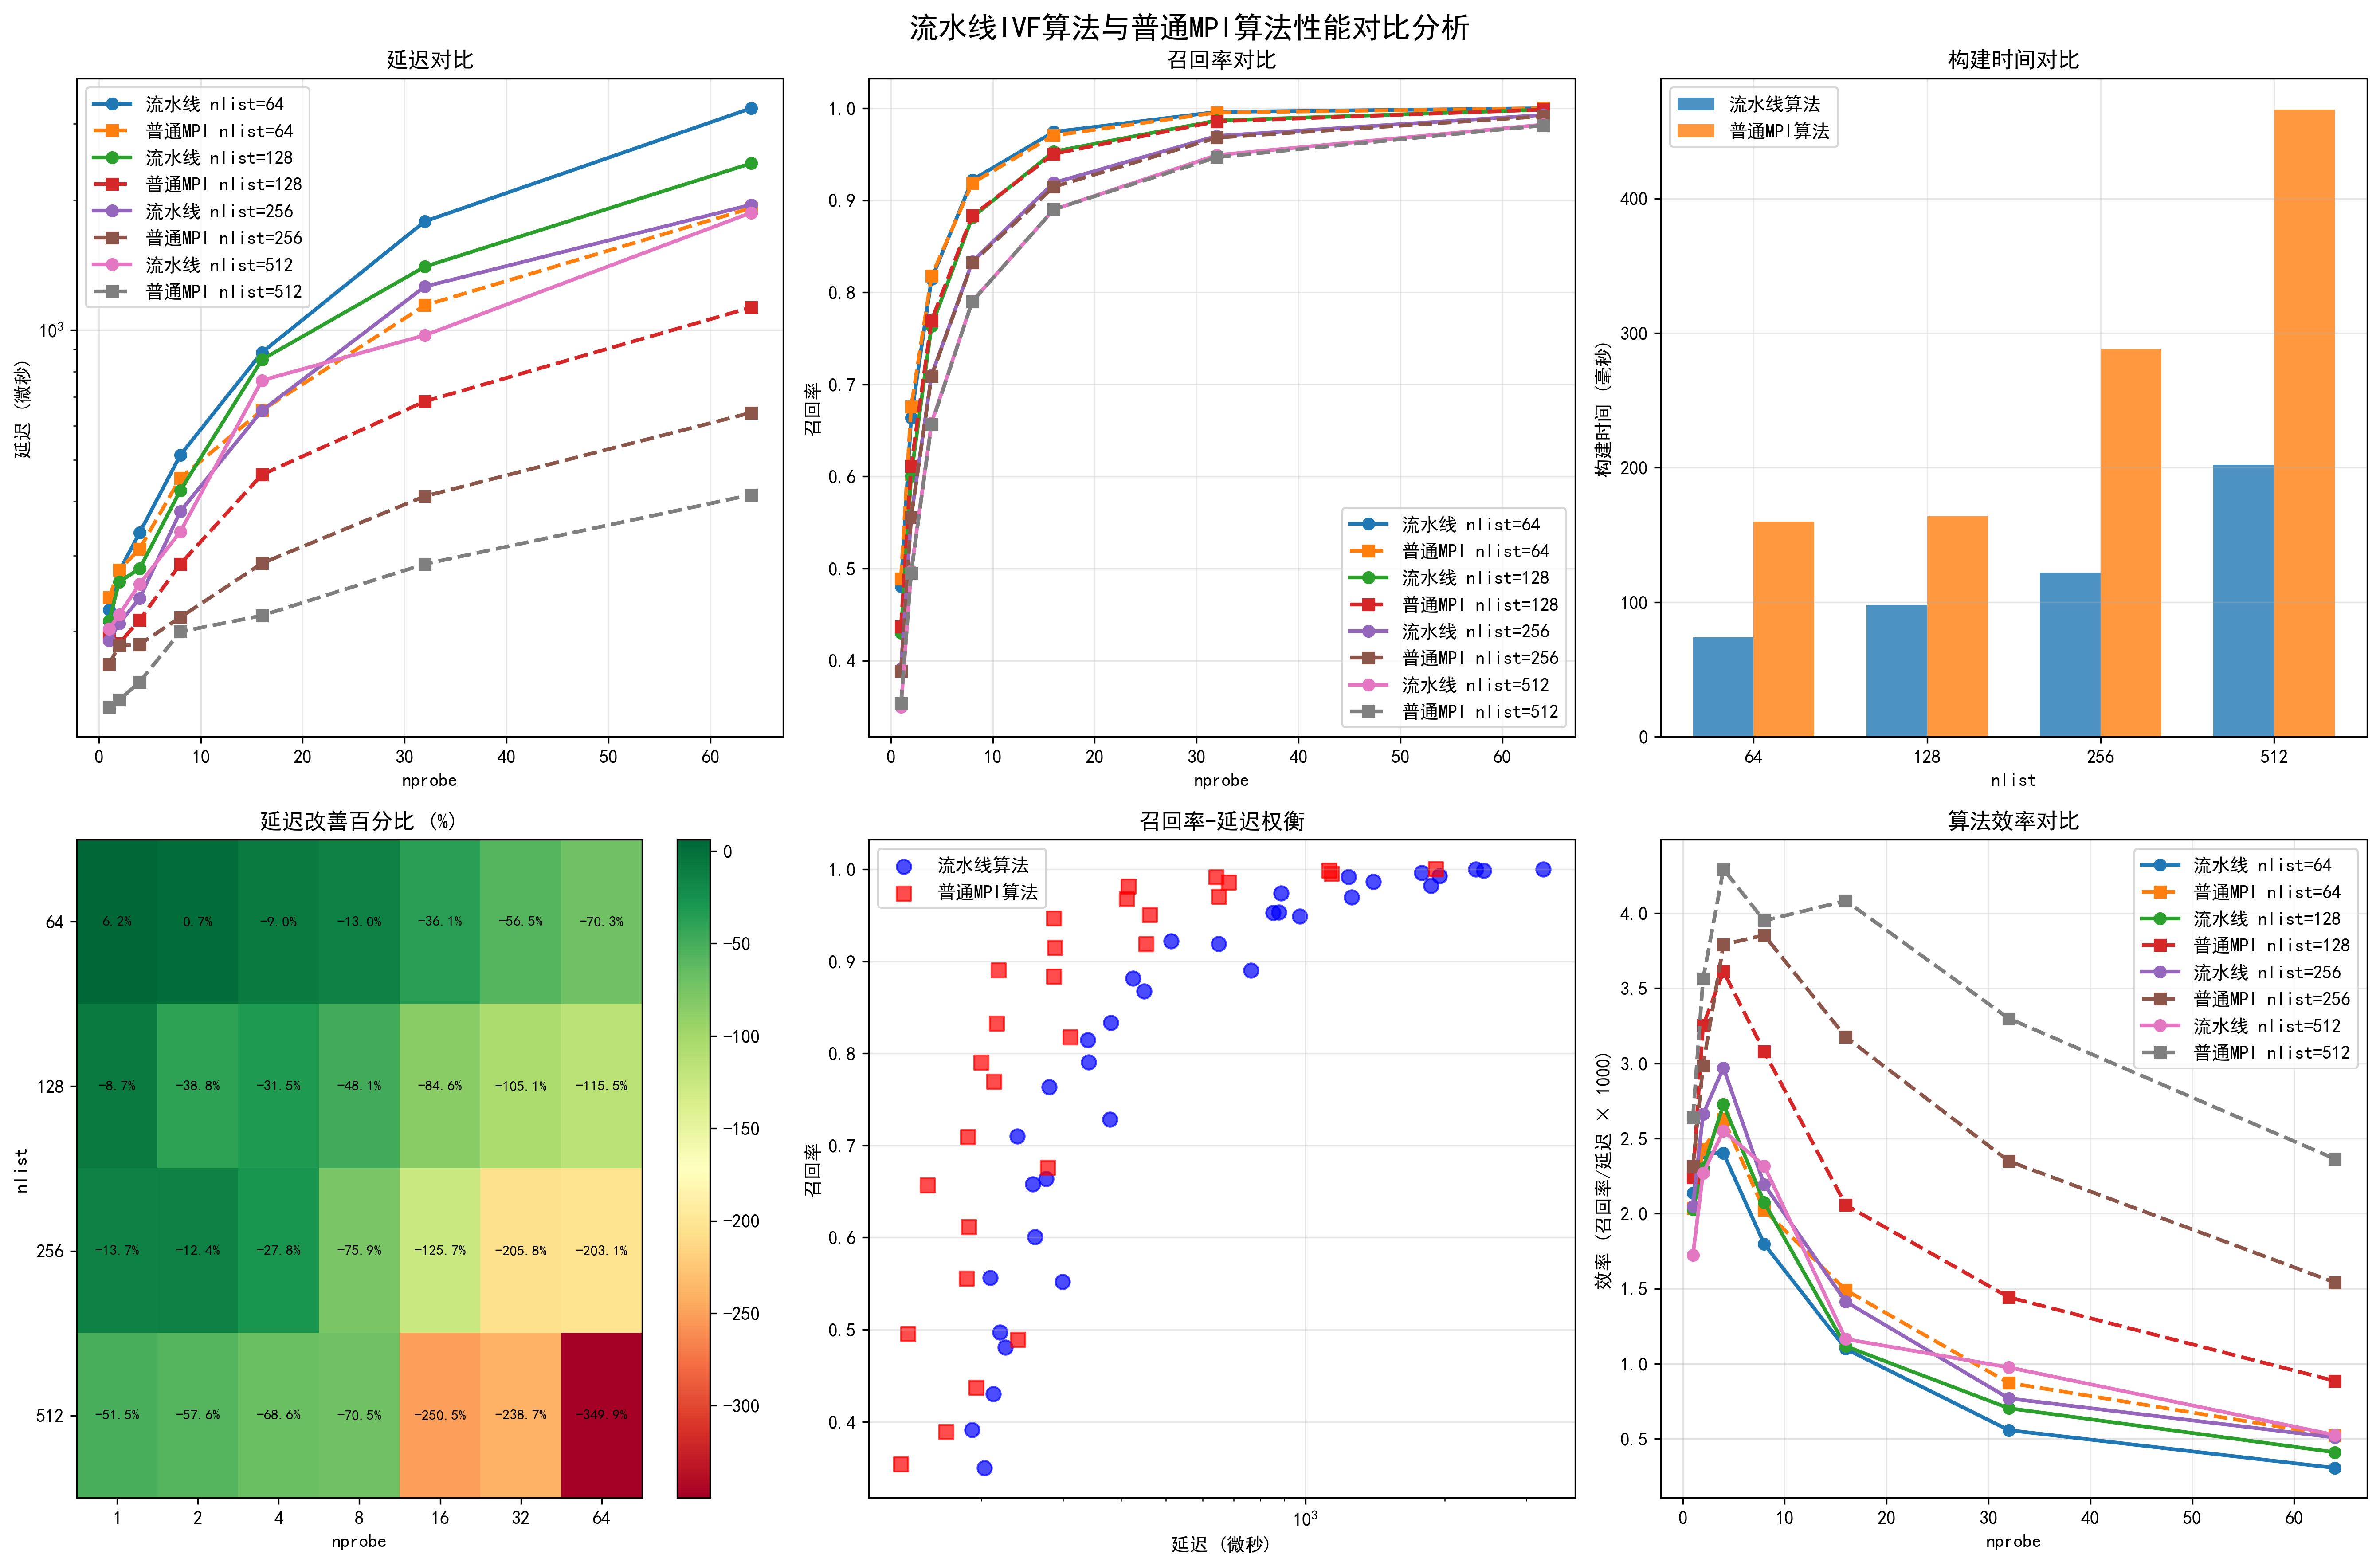 流水线IVF算法与普通MPI算法性能对比分析
延迟对比
延迟 (微秒)
10³
流水线 nlist=64
普通MPI nlist=64
流水线 nlist=128
普通MPI nlist=128
流水线 nlist=256
普通MPI nlist=256
流水线 nlist=512
普通MPI nlist=512
0 10 20 30 40 50 60
nprobe
召回率对比
召回率
1.0
0.9
0.8
0.7
0.6
0.5
0.4
流水线 nlist=64
普通MPI nlist=64
流水线 nlist=128
普通MPI nlist=128
流水线 nlist=256
普通MPI nlist=256
流水线 nlist=512
普通MPI nlist=512
0 10 20 30 40 50 60
nprobe
构建时间对比
构建时间 (毫秒)
流水线算法
普通MPI算法
400
300
200
100
0
64 128 256 512
nlist
延迟改善百分比 (%)
nlist
64 6.2% 0.7% -9.0% -13.0% -36.1% -56.5% -70.3%
128 -8.7% -38.8% -31.5% -48.1% -84.6% -105.1% -115.5%
256 -13.7% -12.4% -27.8% -75.9% -125.7% -205.8% -203.1%
512 -51.5% -57.6% -68.6% -70.5% -250.5% -238.7% -349.9%
1 2 4 8 16 32 64
nprobe
0
-50
-100
-150
-200
-250
-300
召回率-延迟权衡
召回率
流水线算法
普通MPI算法
1.0
0.9
0.8
0.7
0.6
0.5
0.4
10³
延迟 (微秒)
算法效率对比
效率 (召回率/延迟 × 1000)
流水线 nlist=64
普通MPI nlist=64
流水线 nlist=128
普通MPI nlist=128
流水线 nlist=256
普通MPI nlist=256
流水线 nlist=512
普通MPI nlist=512
4.0
3.5
3.0
2.5
2.0
1.5
1.0
0.5
0 10 20 30 40 50 60
nprobe